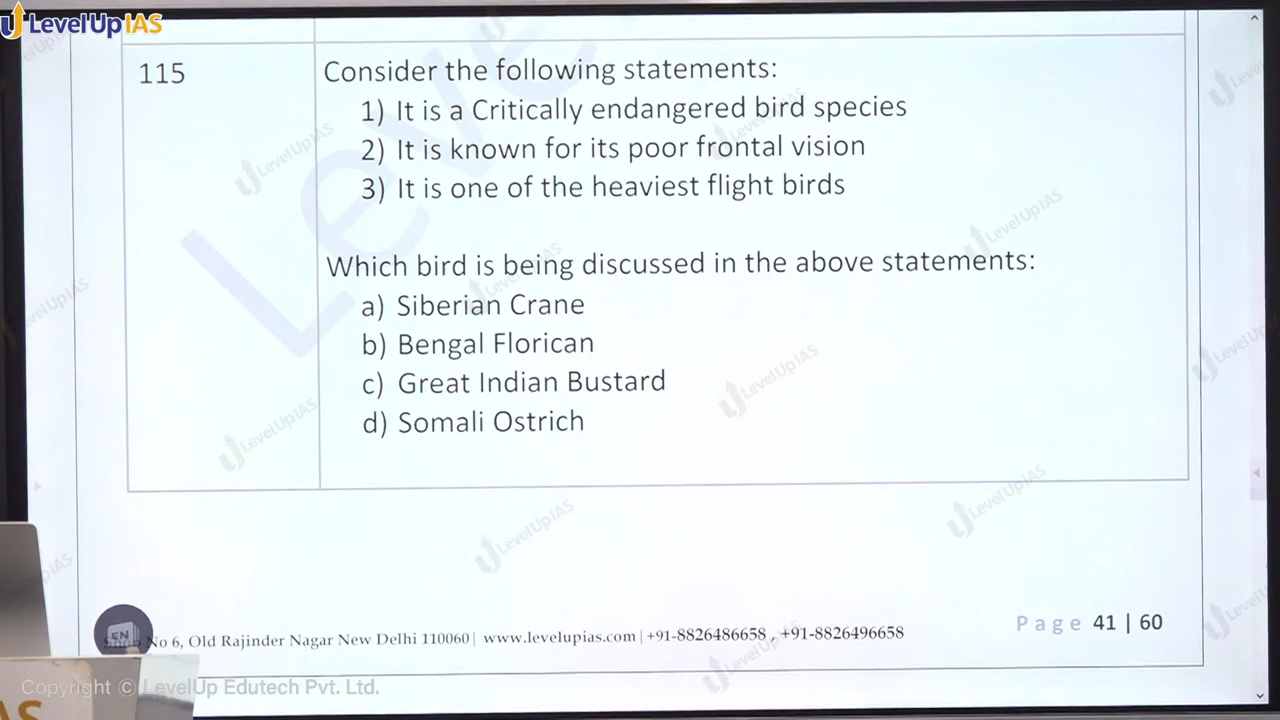 LevelUpIAS
115
Consider the following statements:
1) It is a Critically endangered bird species
2) It is known for its poor frontal vision
3) It is one of the heaviest flight birds
Which bird is being discussed in the above statements:
a) Siberian Crane
b) Bengal Florican
c) Great Indian Bustard
d) Somali Ostrich
EN
No 6, Old Rajinder Nagar New Delhi 110060 | www.levelupias.com | +91-8826486658 , +91-8826496658
Page 41 | 60
Copyright © LevelUp Edutech Pvt. Ltd.
AS